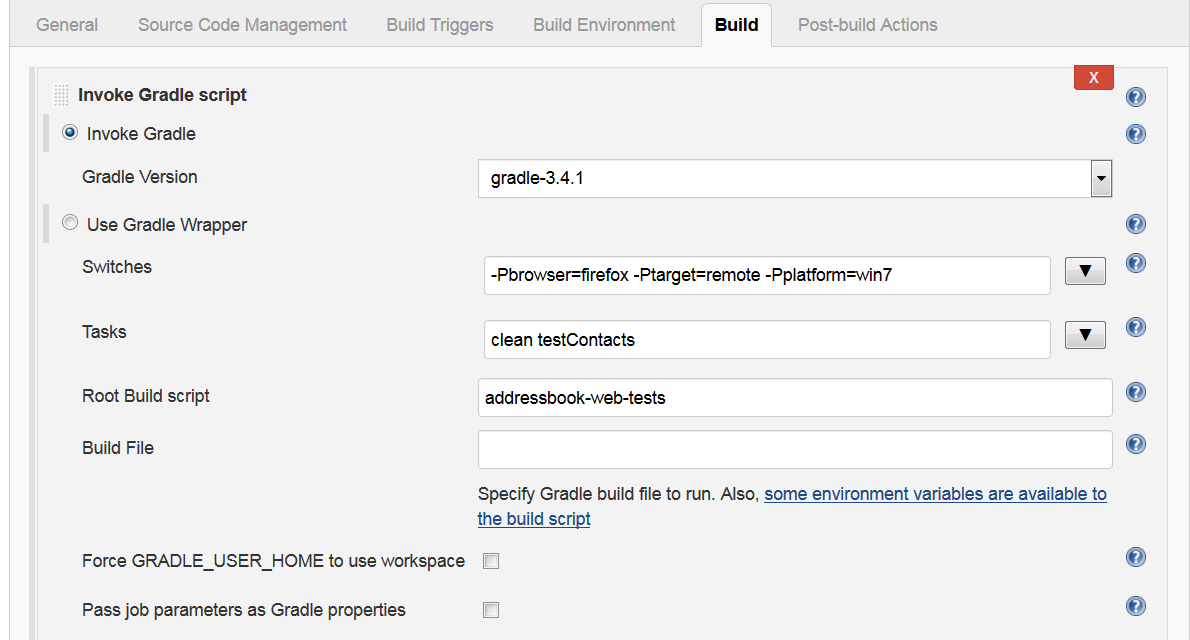 General Source Code Management Build Triggers Build Environment Build Post-build Actions
X
Invoke Gradle script ?
Invoke Gradle ?
Gradle Version gradle-3.4.1
Use Gradle Wrapper ?
Switches -Pbrowser=firefox -Ptarget=remote -Pplatform=win7 ▼ ?
Tasks clean testContacts ▼ ?
Root Build script addressbook-web-tests ?
Build File ?
Specify Gradle build file to run. Also, some environment variables are available to
the build script
Force GRADLE_USER_HOME to use workspace ?
Pass job parameters as Gradle properties ?